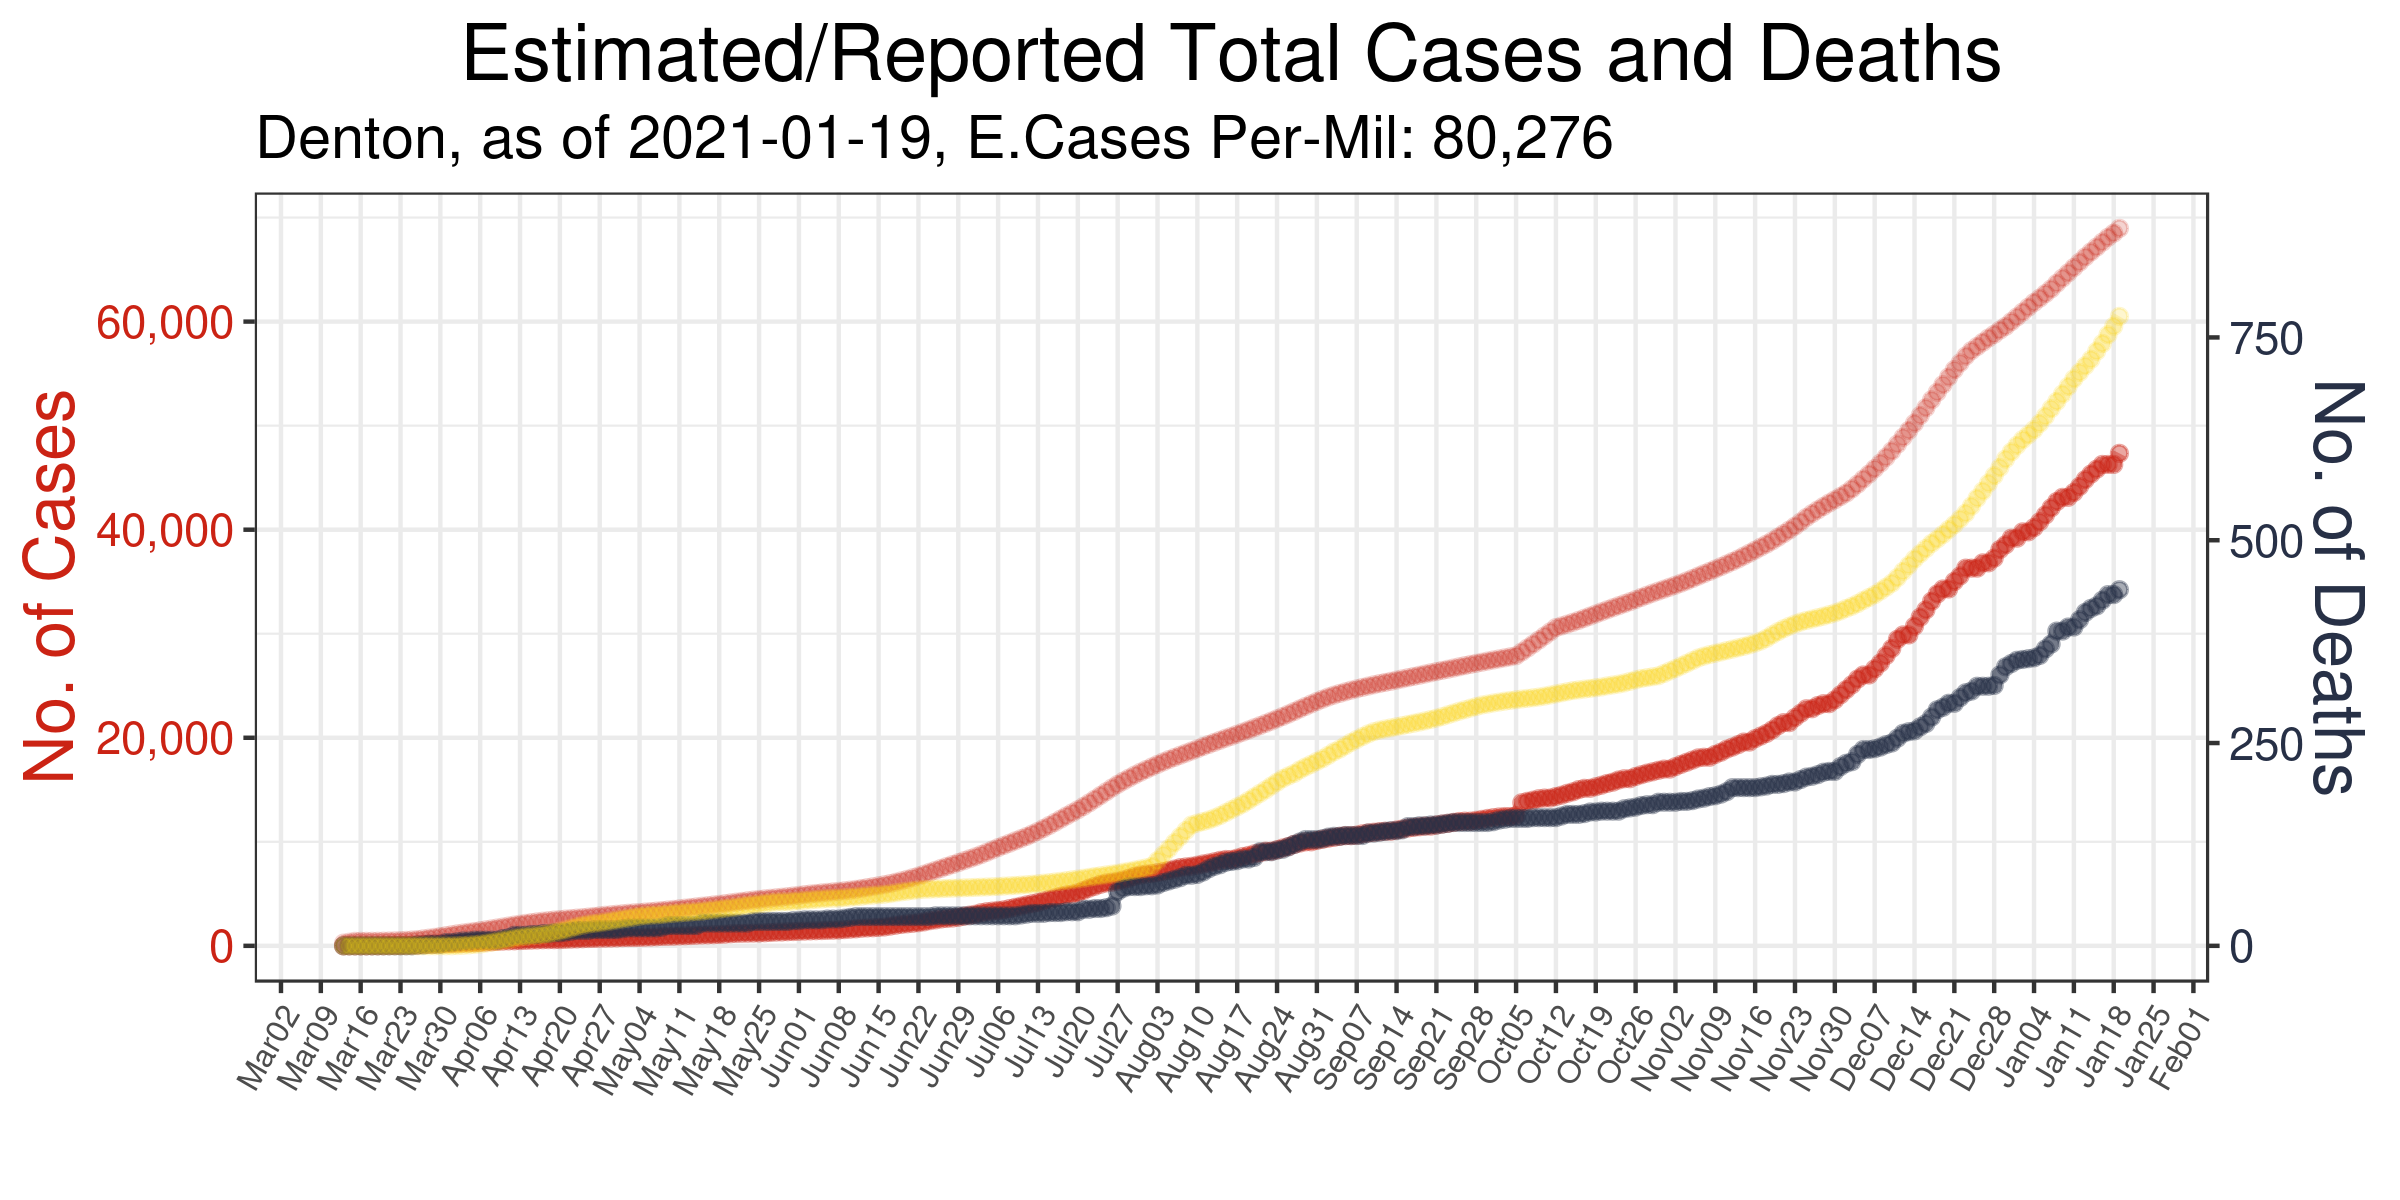 Estimated/Reported Total Cases and Deaths
Denton, as of 2021-01-19, E.Cases Per-Mil: 80,276
No. of Cases
60,000
40,000
20,000
0
750
500
250
0
No. of Deaths
Mar02
Mar09
Mar16
Mar23
Mar30
Apr06
Apr13
Apr20
Apr27
May04
May11
May18
May25
Jun01
Jun08
Jun15
Jun22
Jun29
Jul06
Jul13
Jul20
Jul27
Aug03
Aug10
Aug17
Aug24
Aug31
Sep07
Sep14
Sep21
Sep28
Oct05
Oct12
Oct19
Oct26
Nov02
Nov09
Nov16
Nov23
Nov30
Dec07
Dec14
Dec21
Dec28
Jan04
Jan11
Jan18
Jan25
Feb01